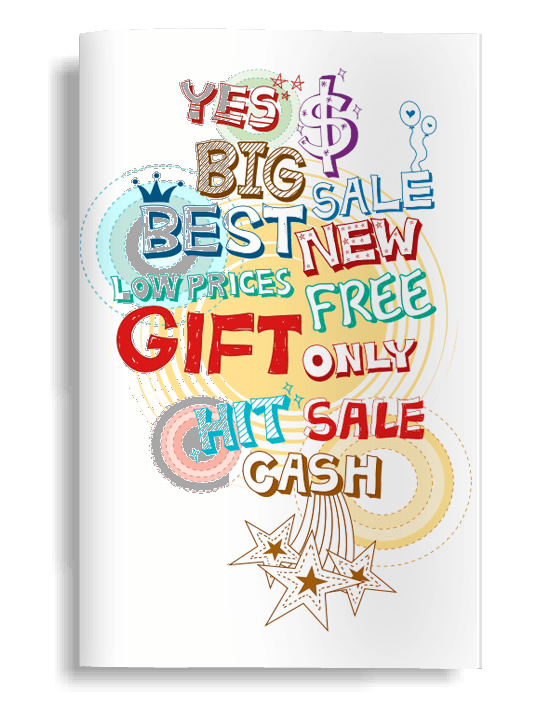 YES $
BIG
SALE
BEST
NEW
LOW PRICES
FREE
GIFT
ONLY
HIT SALE
CASH